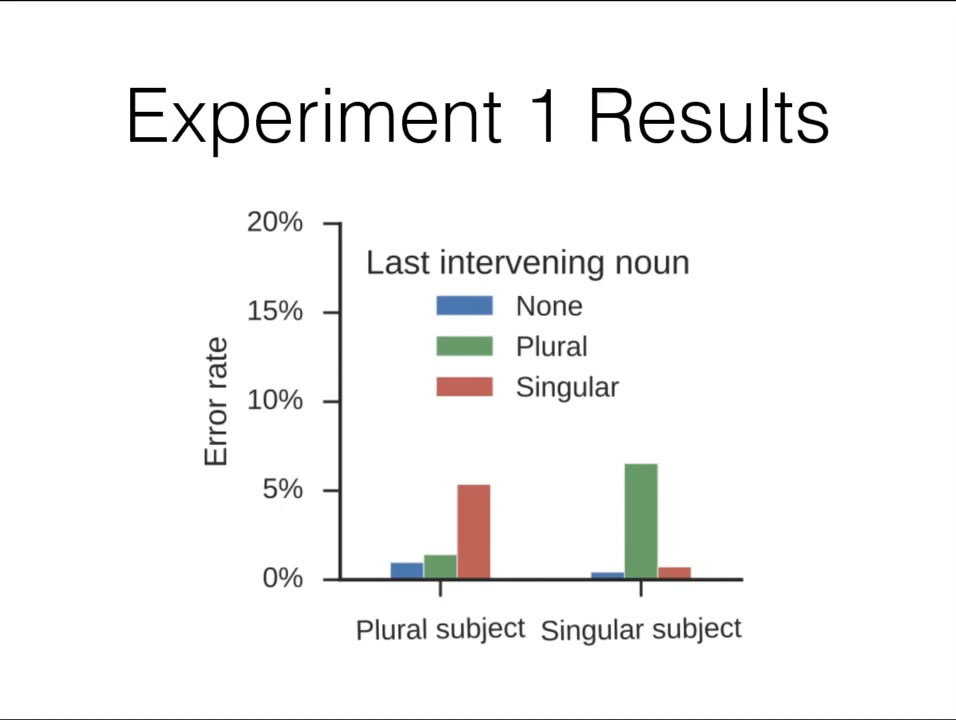 Experiment 1 Results
20%
Last intervening noun
None
15%
Plural
Singular
10%
Error rate
5%
0%
Plural subject
Singular subject